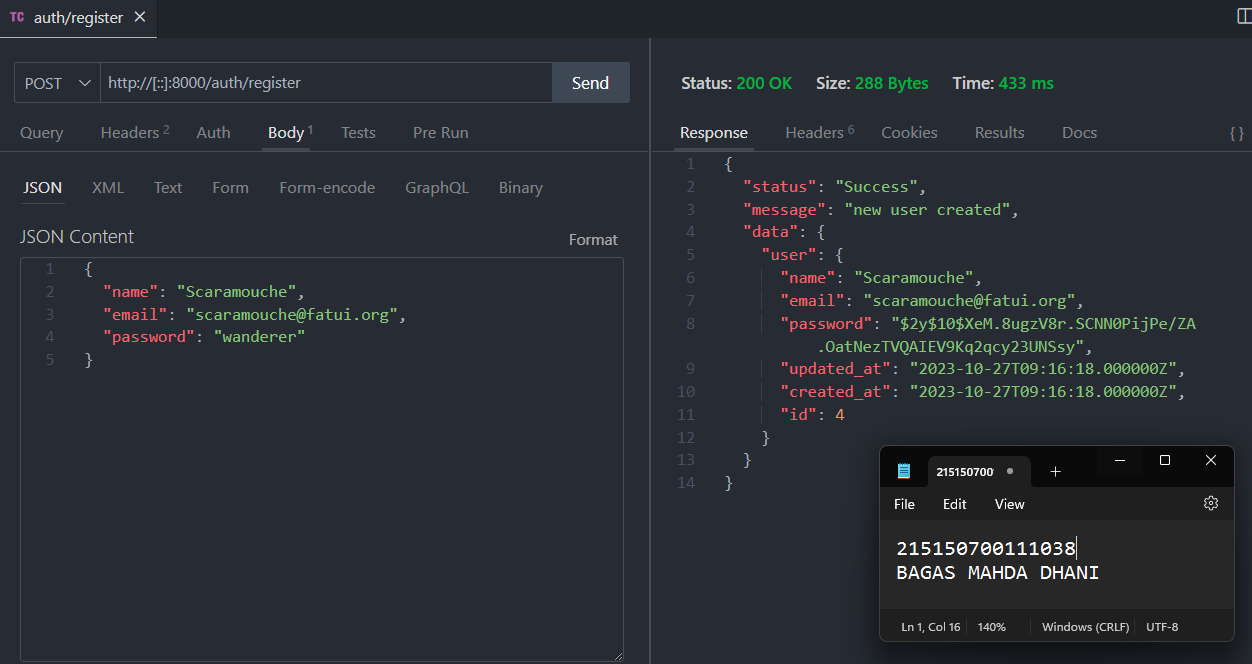 TC auth/register
POST http://[::]:8000/auth/register Send
Query Headers 2 Auth Body 1 Tests Pre Run
JSON XML Text Form Form-encode GraphQL Binary
JSON Content Format
1 {
2 "name": "Scaramouche",
3 "email": "scaramouche@fatui.org",
4 "password": "wanderer"
5 }
Status: 200 OK Size: 288 Bytes Time: 433 ms
Response Headers 6 Cookies Results Docs { }
1 {
2 "status": "Success",
3 "message": "new user created",
4 "data": {
5 "user": {
6 "name": "Scaramouche",
7 "email": "scaramouche@fatui.org",
8 "password": "$2y$10$XeM.8ugzV8r.SCNN0PijPe/ZA
.OatNezTVQAIEV9Kq2qcy23UNSsy",
9 "updated_at": "2023-10-27T09:16:18.000000Z",
10 "created_at": "2023-10-27T09:16:18.000000Z",
11 "id": 4
12 }
13 }
14 }
215150700
File Edit View
215150700111038
BAGAS MAHDA DHANI
Ln 1, Col 16 140% Windows (CRLF) UTF-8